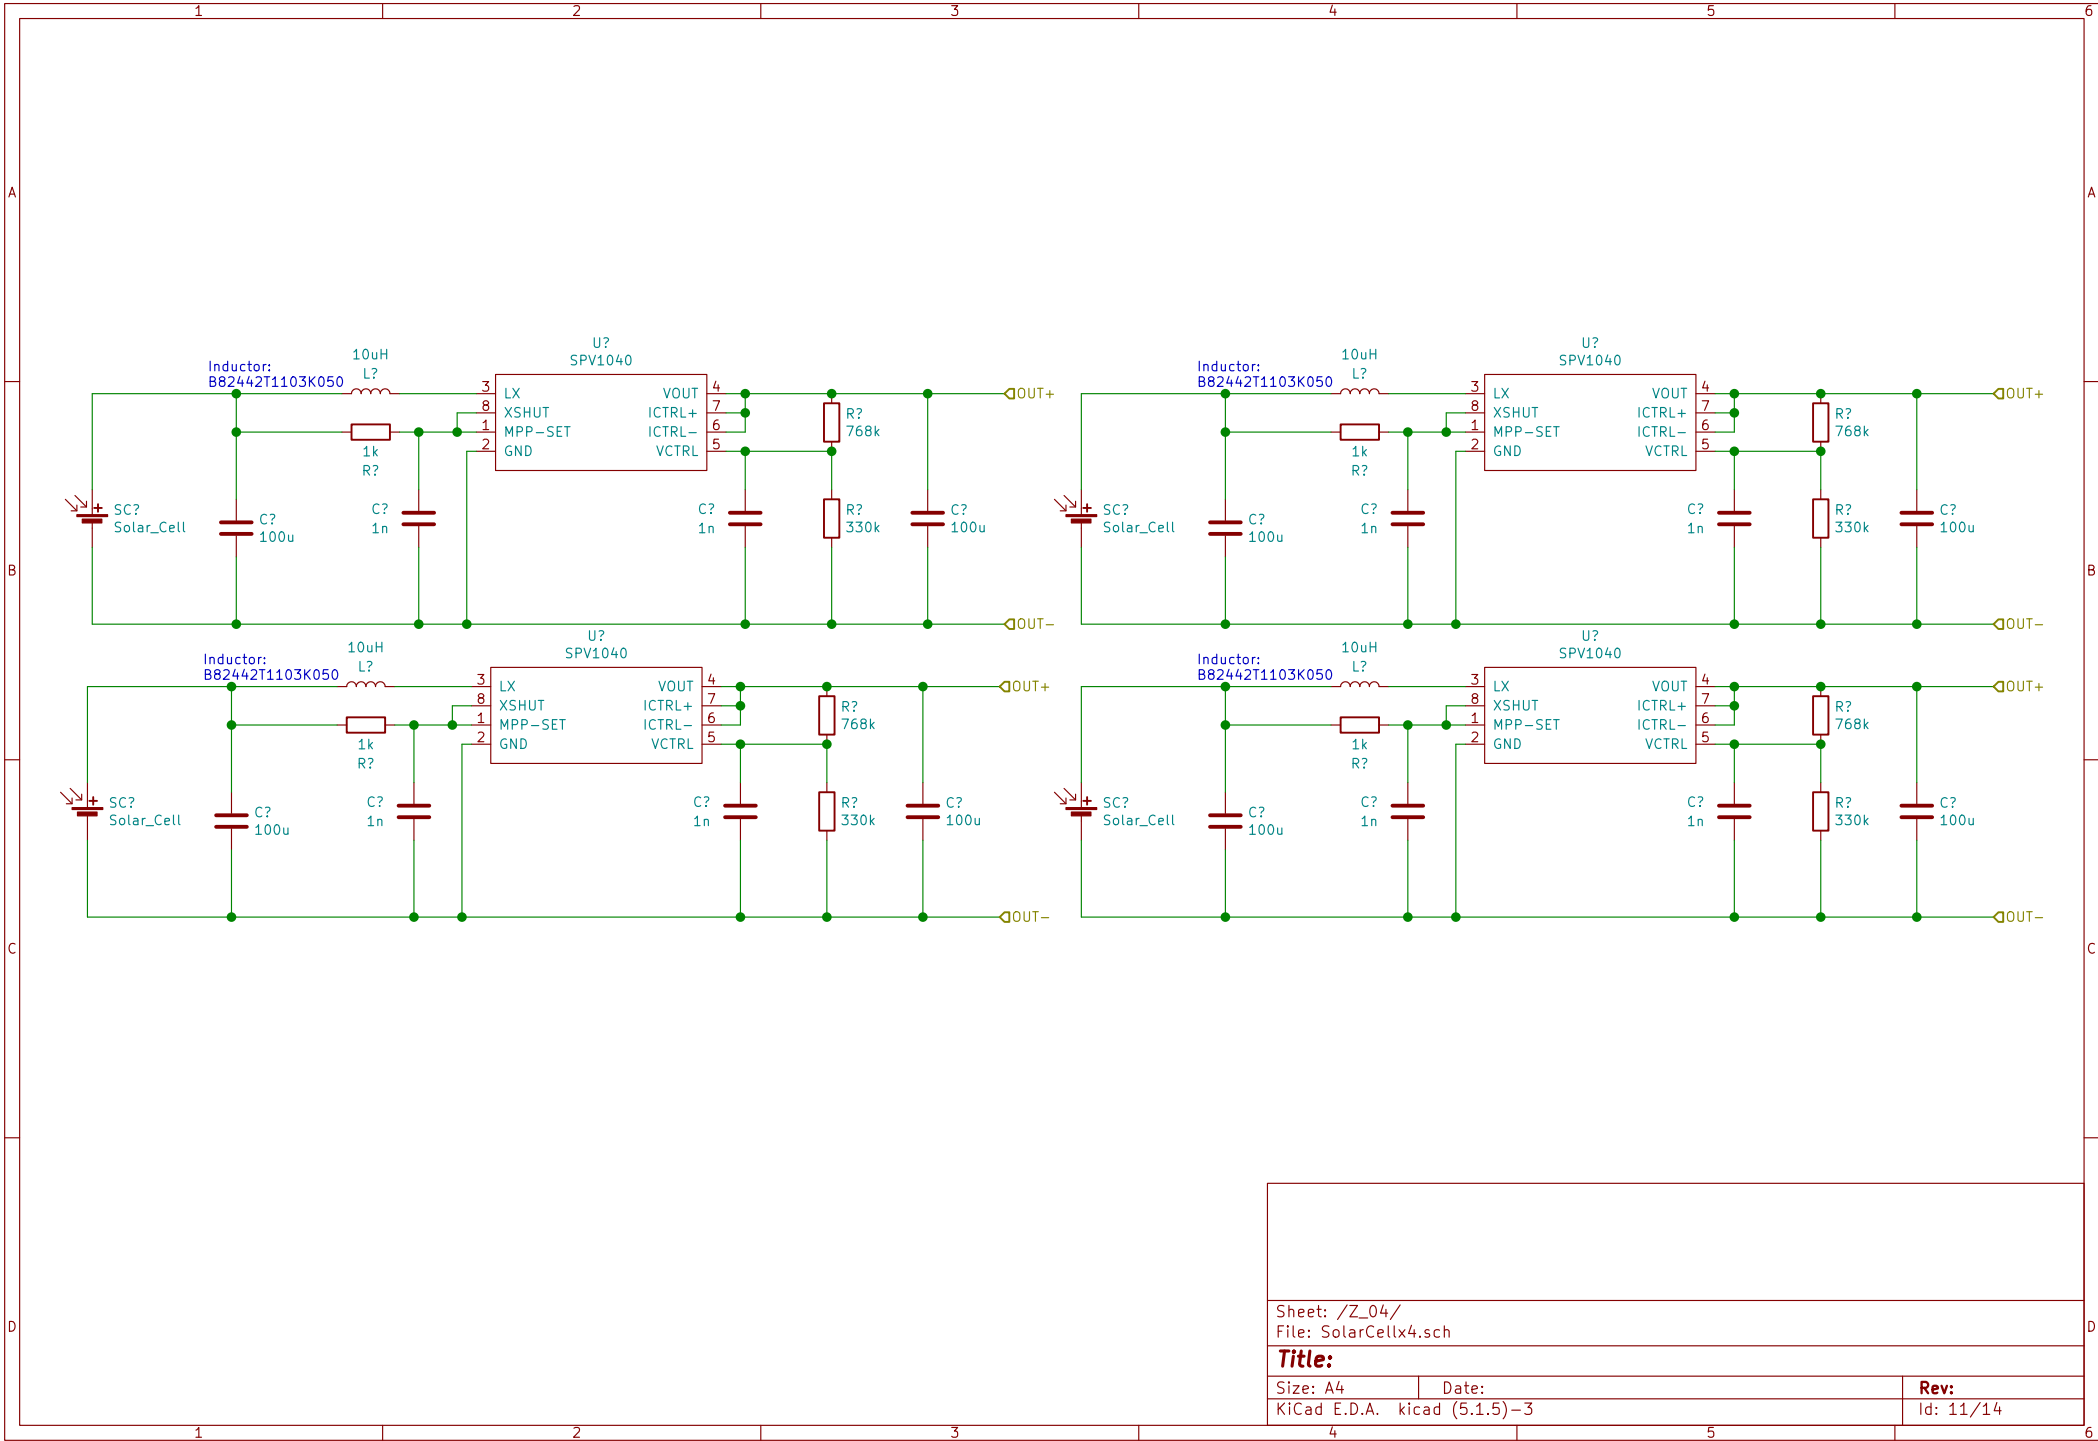 1 2 3 4 5 6
A A
B B
C C
D D
Inductor:
B82442T1103K050
10uH
L?
U?
SPV1040
3 LX VOUT 4
8 XSHUT ICTRL+ 7
1 MPP-SET ICTRL- 6
2 GND VCTRL 5
1k
R?
R?
768k
SC?
Solar_Cell
C?
100u
C?
1n
C?
1n
R?
330k
C?
100u
OUT+
OUT-
Inductor:
B82442T1103K050
10uH
L?
U?
SPV1040
3 LX VOUT 4
8 XSHUT ICTRL+ 7
1 MPP-SET ICTRL- 6
2 GND VCTRL 5
1k
R?
R?
768k
SC?
Solar_Cell
C?
100u
C?
1n
C?
1n
R?
330k
C?
100u
OUT+
OUT-
Inductor:
B82442T1103K050
10uH
L?
U?
SPV1040
3 LX VOUT 4
8 XSHUT ICTRL+ 7
1 MPP-SET ICTRL- 6
2 GND VCTRL 5
1k
R?
R?
768k
SC?
Solar_Cell
C?
100u
C?
1n
C?
1n
R?
330k
C?
100u
OUT+
OUT-
Inductor:
B82442T1103K050
10uH
L?
U?
SPV1040
3 LX VOUT 4
8 XSHUT ICTRL+ 7
1 MPP-SET ICTRL- 6
2 GND VCTRL 5
1k
R?
R?
768k
SC?
Solar_Cell
C?
100u
C?
1n
C?
1n
R?
330k
C?
100u
OUT+
OUT-
Sheet: /Z_04/
File: SolarCellx4.sch
Title:
Size: A4 Date: Rev:
KiCad E.D.A. kicad (5.1.5)-3 Id: 11/14
1 2 3 4 5 6